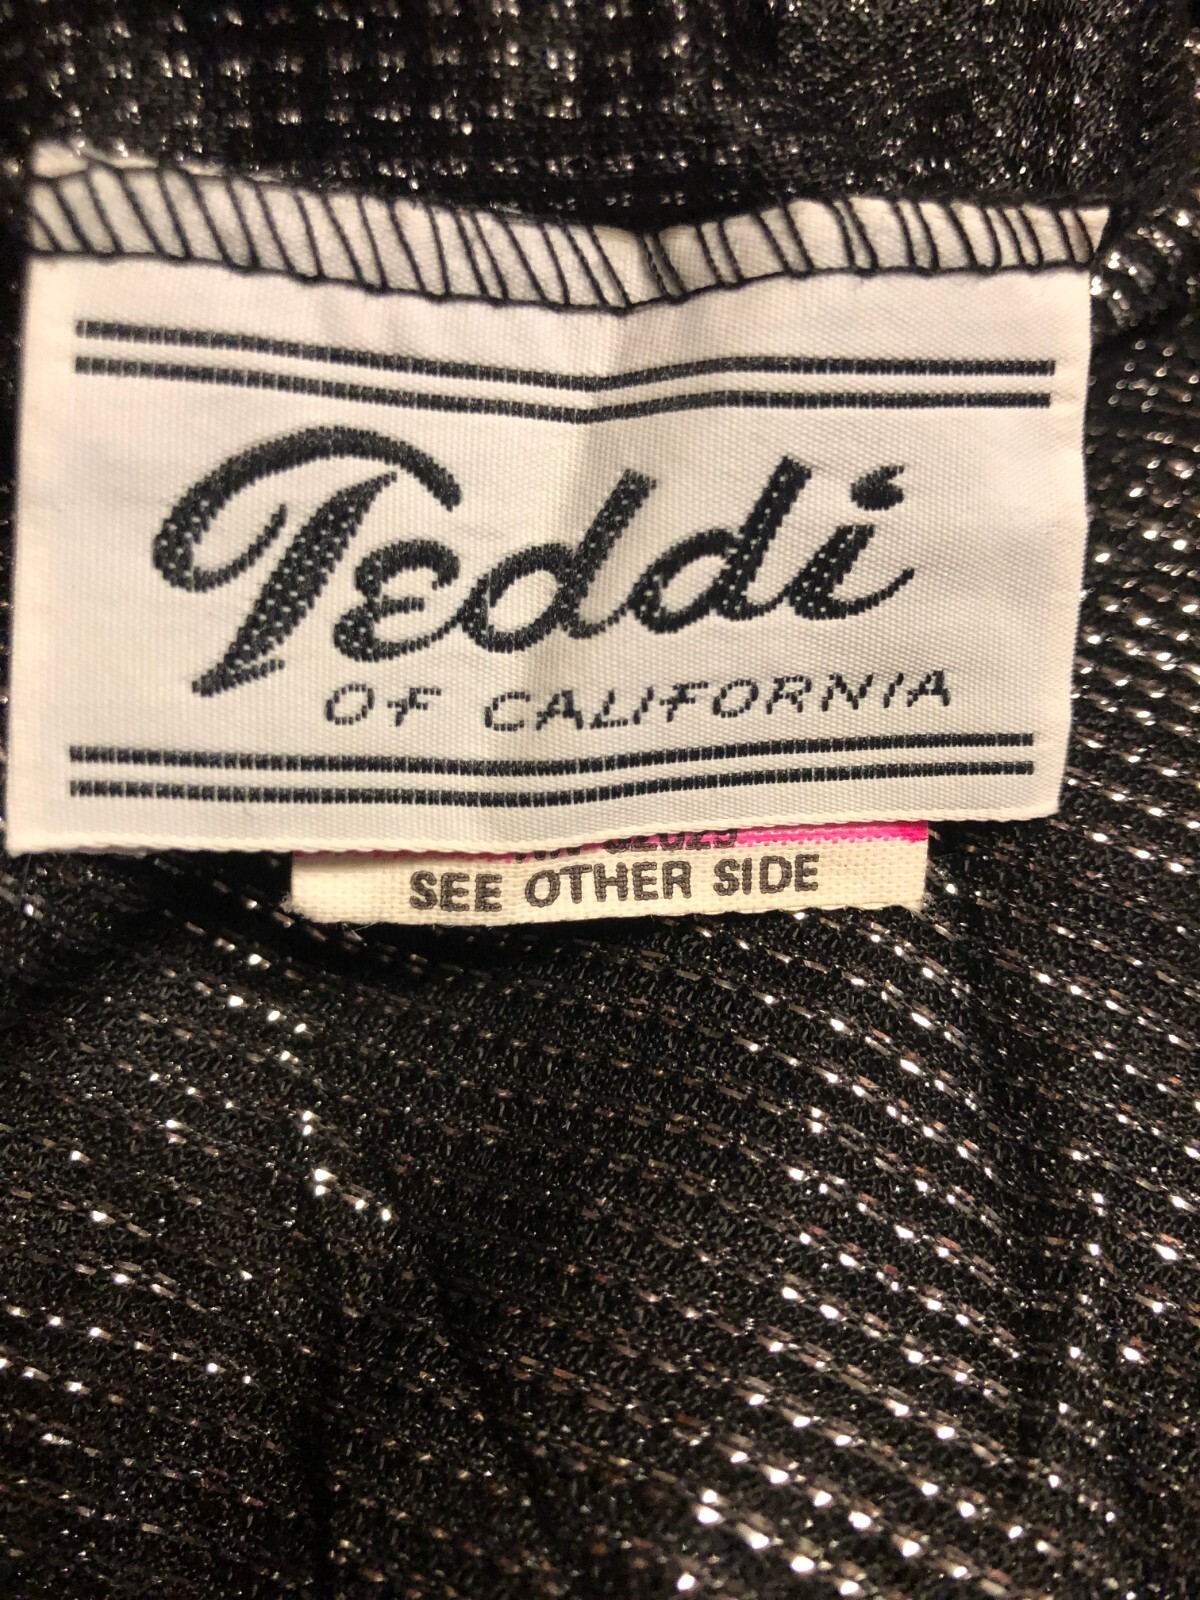 Teddi
OF CALIFORNIA
SEE OTHER SIDE